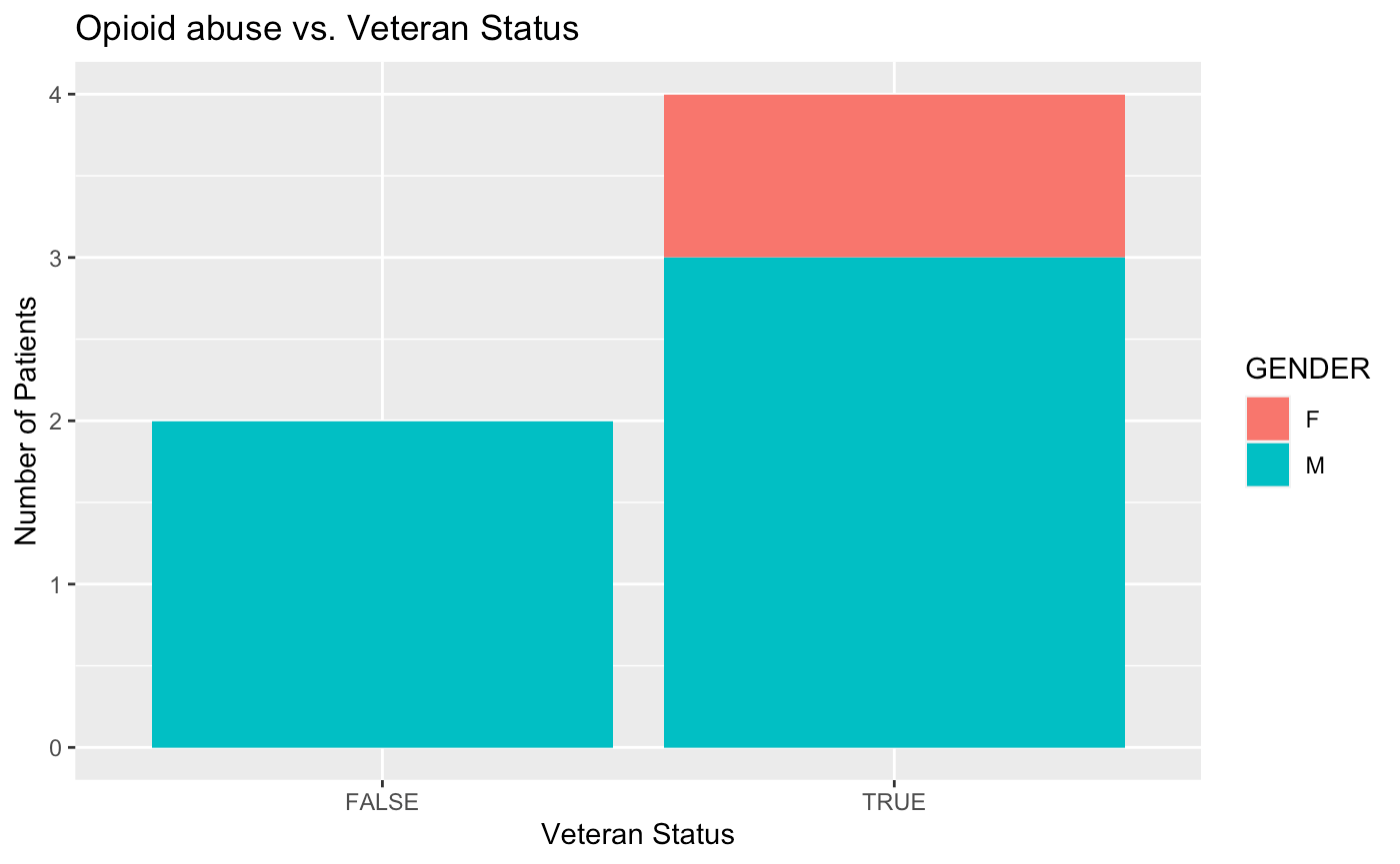 Opioid abuse vs. Veteran Status
4
3
2
1
0
Number of Patients
FALSE
TRUE
Veteran Status
GENDER
F
M